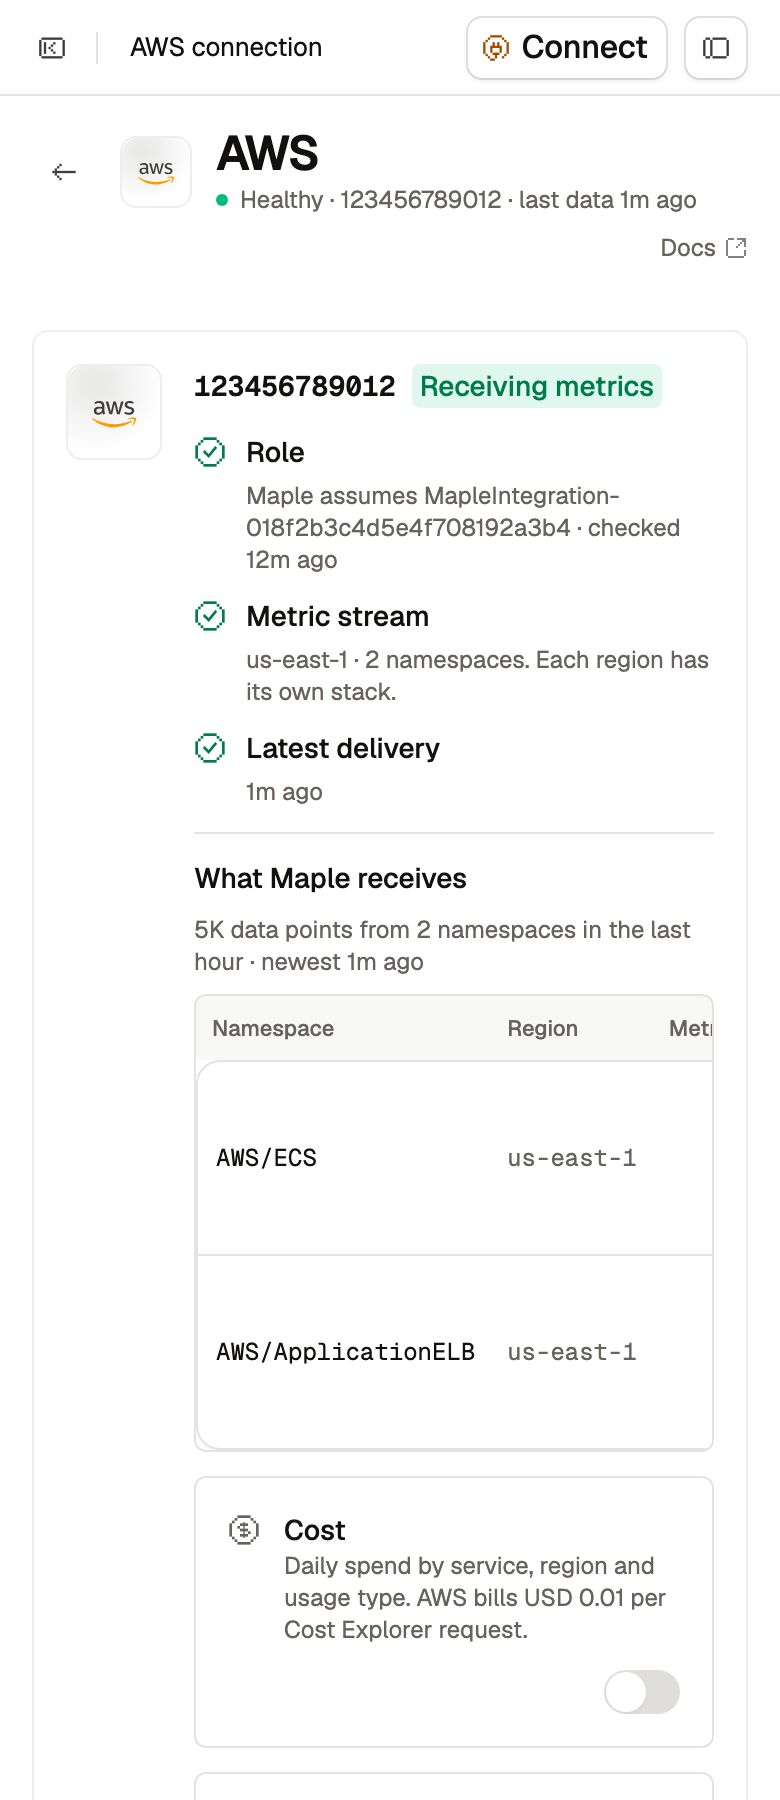 AWS connection
Connect
aws
AWS
Healthy · 123456789012 · last data 1m ago
Docs
aws
123456789012
Receiving metrics
Role
Maple assumes MapleIntegration-
018f2b3c4d5e4f708192a3b4 · checked
12m ago
Metric stream
us-east-1 · 2 namespaces. Each region has
its own stack.
Latest delivery
1m ago
What Maple receives
5K data points from 2 namespaces in the last
hour · newest 1m ago
Namespace Region
AWS/ECS us-east-1
AWS/ApplicationELB us-east-1
Cost
Daily spend by service, region and
usage type. AWS bills USD 0.01 per
Cost Explorer request.